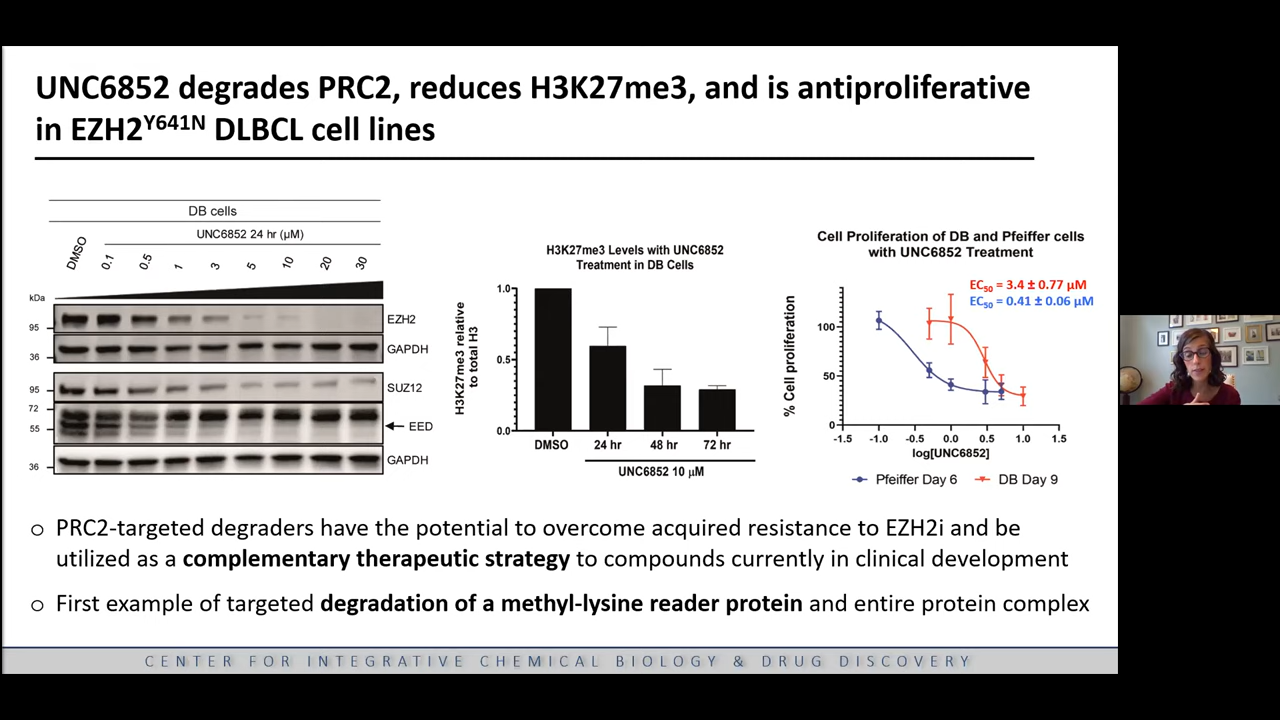 UNC6852 degrades PRC2, reduces H3K27me3, and is antiproliferative
in EZH2Y641N DLBCL cell lines
DB cells
UNC6852 24 hr (µM)
DMSO 0.1 0.5 1 3 5 10 20 30
kDa
95 EZH2
36 GAPDH
95 SUZ12
72
55 EED
36 GAPDH
H3K27me3 Levels with UNC6852
Treatment in DB Cells
H3K27me3 relative
to total H3
1.0
0.5
0.0
DMSO 24 hr 48 hr 72 hr
UNC6852 10 µM
Cell Proliferation of DB and Pfeiffer cells
with UNC6852 Treatment
EC50 = 3.4 ± 0.77 µM
EC50 = 0.41 ± 0.06 µM
% Cell proliferation
100
50
0
-1.5 -1.0 -0.5 0.0 0.5 1.0 1.5
log[UNC6852]
Pfeiffer Day 6 DB Day 9
○ PRC2-targeted degraders have the potential to overcome acquired resistance to EZH2i and be
utilized as a complementary therapeutic strategy to compounds currently in clinical development
○ First example of targeted degradation of a methyl-lysine reader protein and entire protein complex
CENTER FOR INTEGRATIVE CHEMICAL BIOLOGY & DRUG DISCOVERY